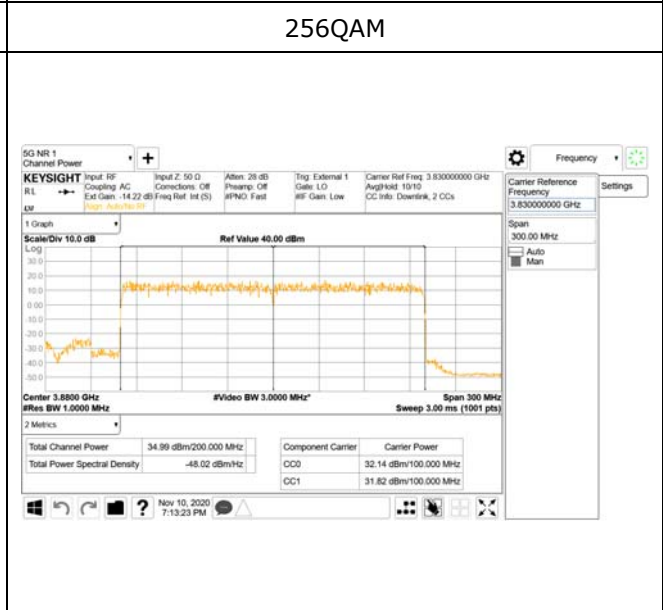 256QAM
5G NR 1
Channel Power
Frequency
KEYSIGHT Input: RF Input Z: 50 Ω Atten: 28 dB Trig: External 1 Carrier Ref Freq: 3.830000000 GHz
RL Coupling: AC Corrections: Off Preamp: Off Gate: LO Avg|Hold: 10/10
Ext Gain: -14.22 dB Freq Ref: Int (S) #PNO: Fast #IF Gain: Low CC Info: Downlink, 2 CCs
Align: Auto/No RF
Carrier Reference
Frequency
3.830000000 GHz
Settings
Span
300.00 MHz
Auto
Man
1 Graph
Scale/Div 10.0 dB Ref Value 40.00 dBm
Log
30.0
20.0
10.0
0.00
-10.0
-20.0
-30.0
-40.0
-50.0
Center 3.8800 GHz #Video BW 3.0000 MHz* Span 300 MHz
#Res BW 1.0000 MHz Sweep 3.00 ms (1001 pts)
2 Metrics
Total Channel Power 34.99 dBm/200.000 MHz Component Carrier Carrier Power
Total Power Spectral Density -48.02 dBm/Hz CC0 32.14 dBm/100.000 MHz
CC1 31.82 dBm/100.000 MHz
? Nov 10, 2020
7:13:23 PM